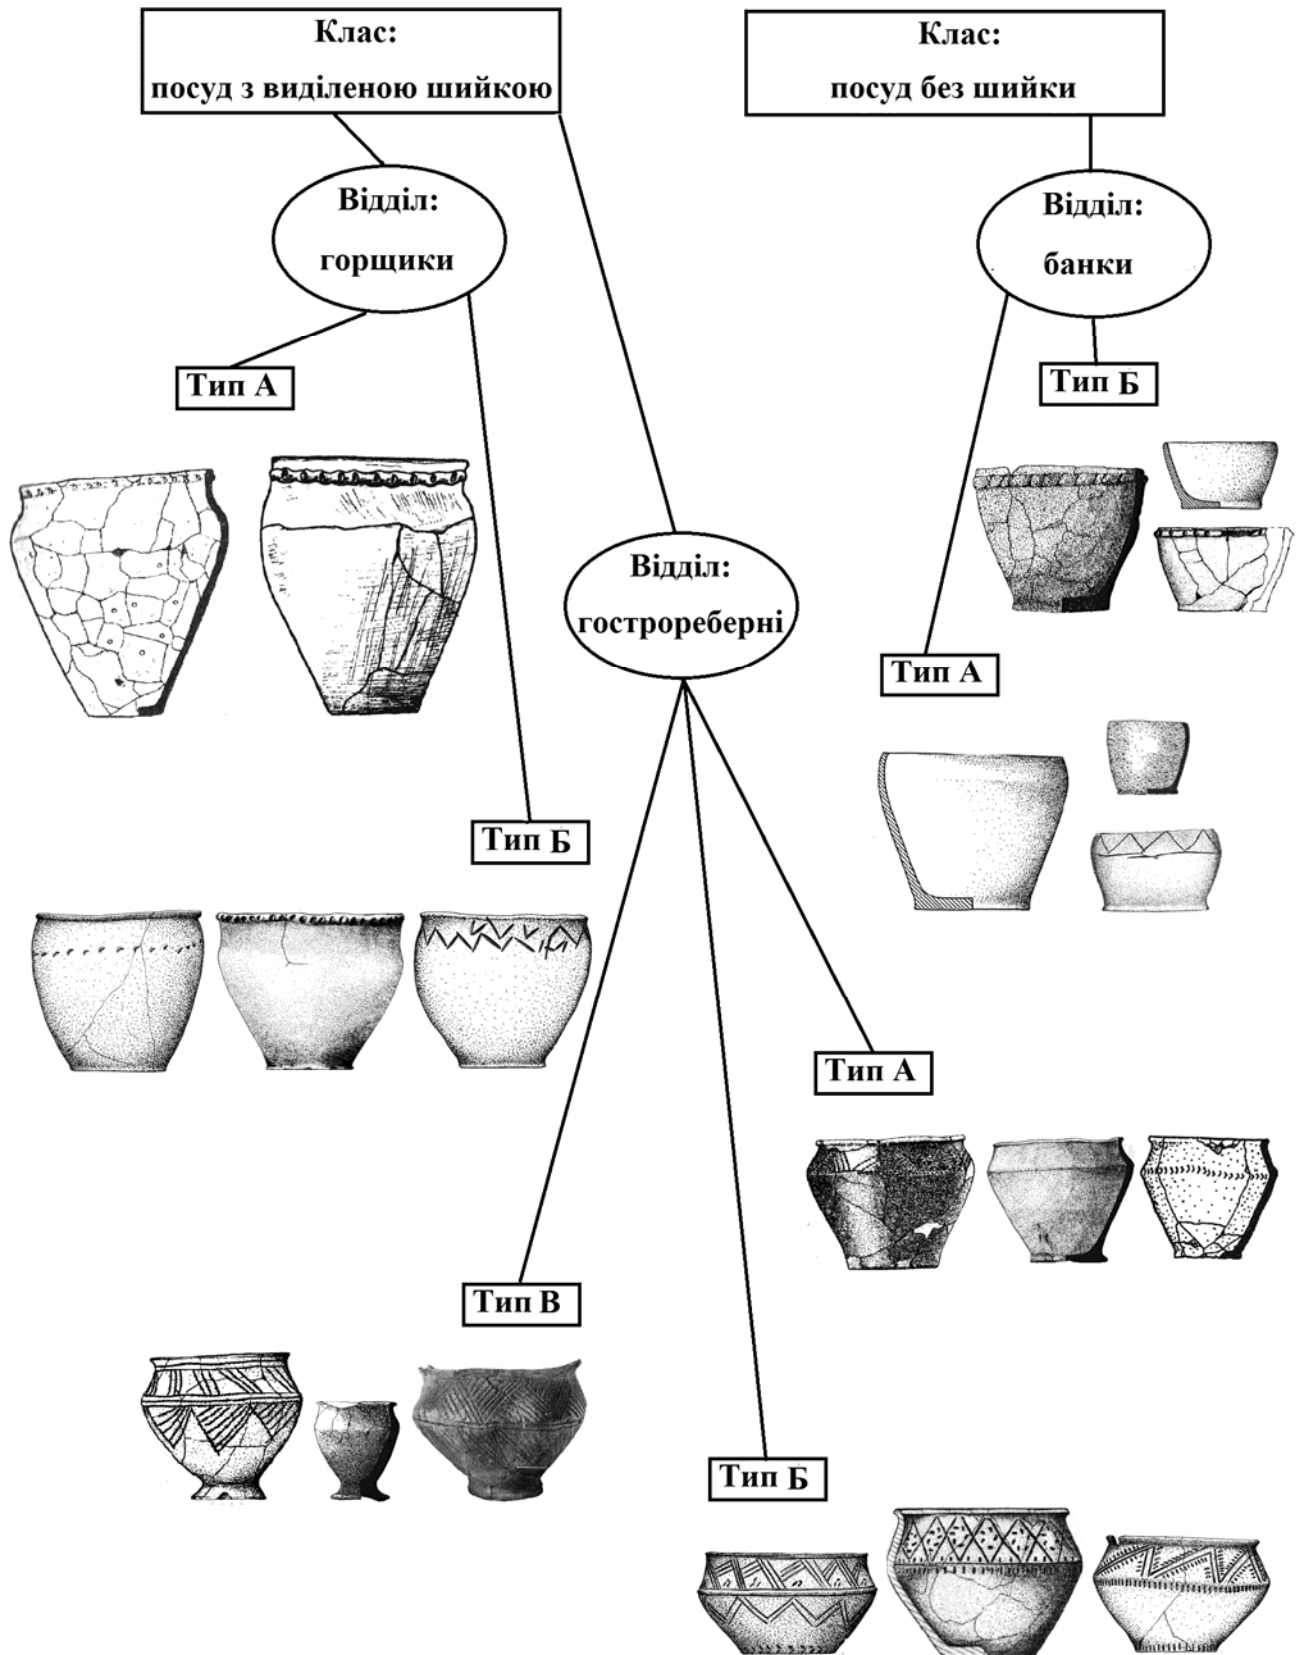 Клас:
посуд з виділеною шийкою
Клас:
посуд без шийки
Відділ:
горщики
Відділ:
банки
Тип А
Тип Б
Відділ:
гострореберні
Тип А
Тип Б
Тип А
Тип В
Тип Б